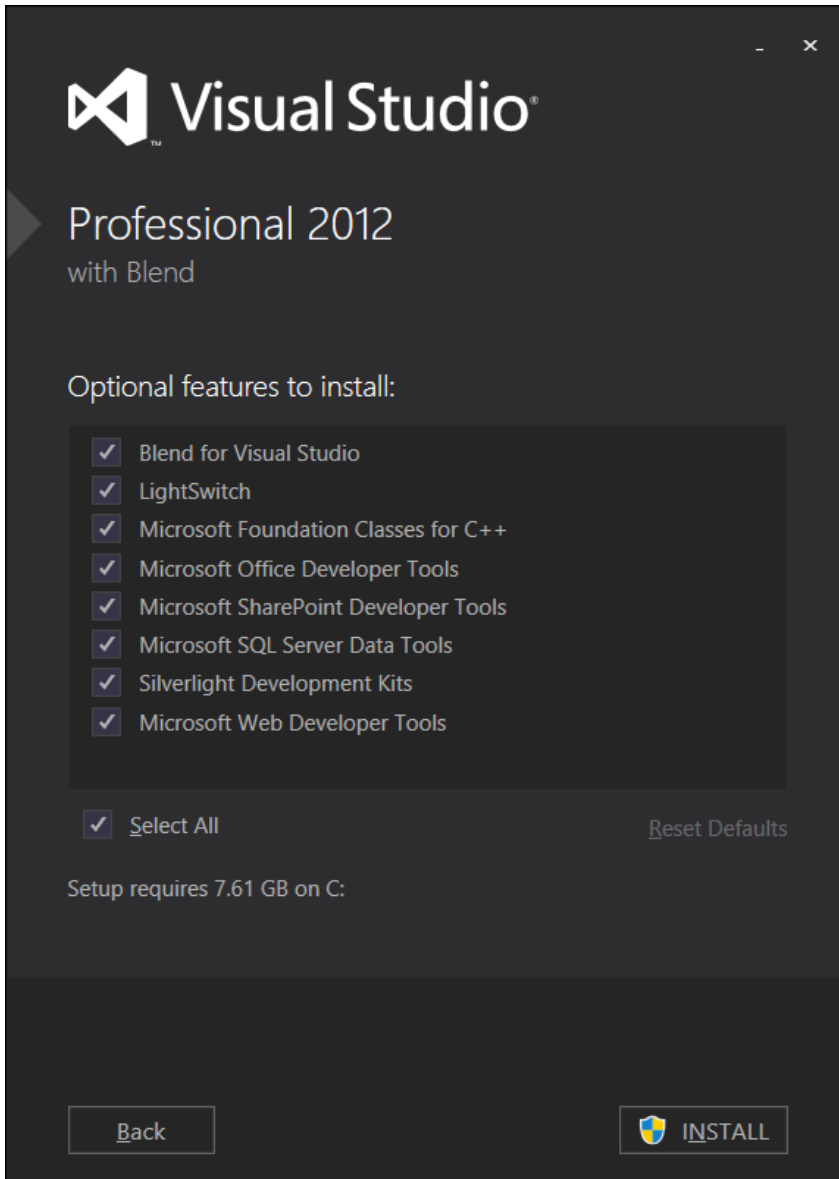 Visual Studio®
™
Professional 2012
with Blend
Optional features to install:
Blend for Visual Studio
LightSwitch
Microsoft Foundation Classes for C++
Microsoft Office Developer Tools
Microsoft SharePoint Developer Tools
Microsoft SQL Server Data Tools
Silverlight Development Kits
Microsoft Web Developer Tools
Select All
Reset Defaults
Setup requires 7.61 GB on C:
Back
INSTALL